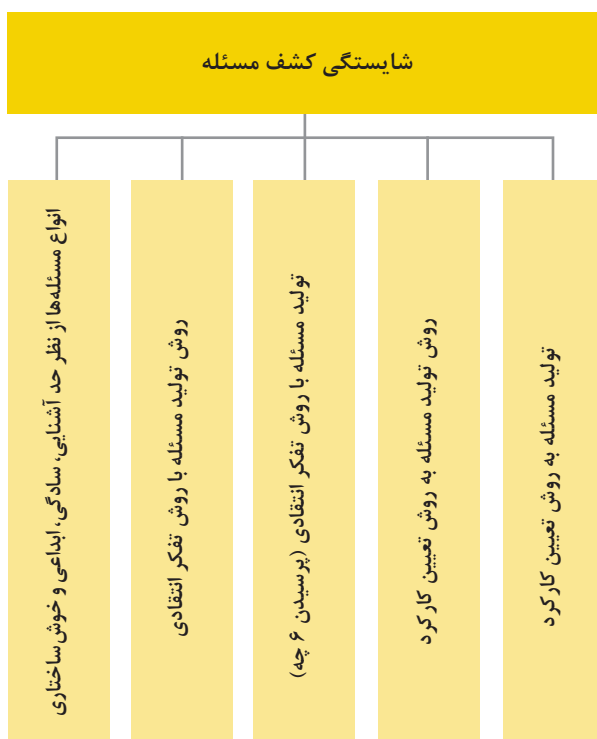 شایستگی کشف مسئله
تولید مسئله به روش تعیین کارکرد
روش تولید مسئله به روش تعیین کارکرد
تولید مسئله با روش تفکر انتقادی (پرسیدن ۶ چه)
روش تولید مسئله با روش تفکر انتقادی
انواع مسئله‌ها از نظر حد آشنایی، سادگی، ابداعی و خوش‌ساختاری